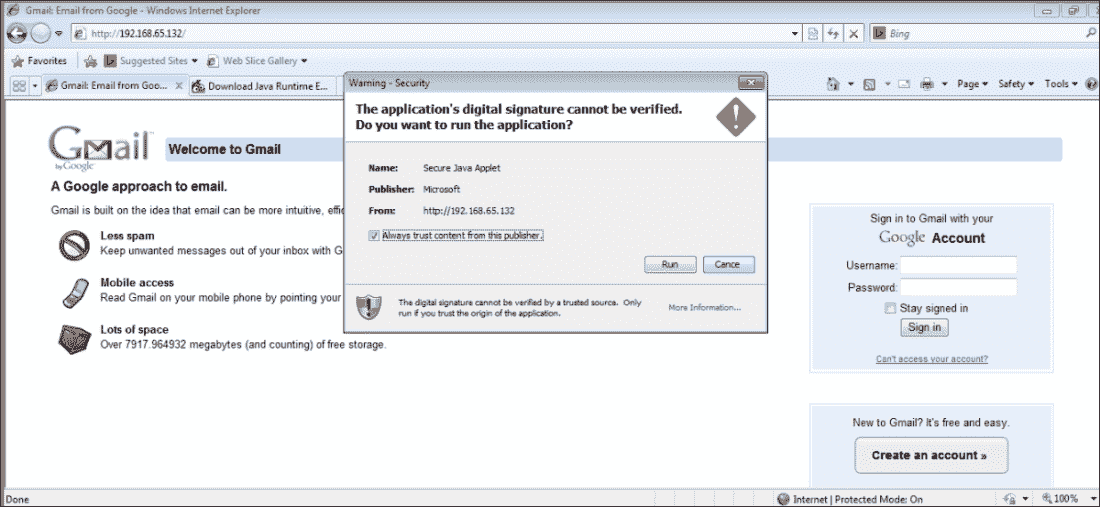 Gmail: Email from Google - Windows Internet Explorer
http://192.168.65.132/
Bing
Favorites
Suggested Sites
Web Slice Gallery
Gmail: Email from Goo...
Download Java Runtime E...
Page
Safety
Tools
Warning - Security
The application's digital signature cannot be verified.
Do you want to run the application?
Name: Secure Java Applet
Publisher: Microsoft
From: http://192.168.65.132
Always trust content from this publisher.
Run
Cance
The digital signature cannot be verified by a trusted source. Only
run if you trust the origin of the application.
More Information...
Gmail
by Google
Welcome to Gmail
A Google approach to email.
Gmail is built on the idea that email can be more intuitive,
Less spam
Keep unwanted messages out of your inbox with G
Mobile access
Read Gmail on your mobile phone by pointing your
Lots of space
Over 7917.964932 megabytes (and counting) of free storage.
Sign in to Gmail with your
Google Account
Username:
Password:
Stay signed in
Sign in
Can't access your account?
New to Gmail? It's free and easy.
Create an account »
Done
Internet | Protected Mode: On
100%